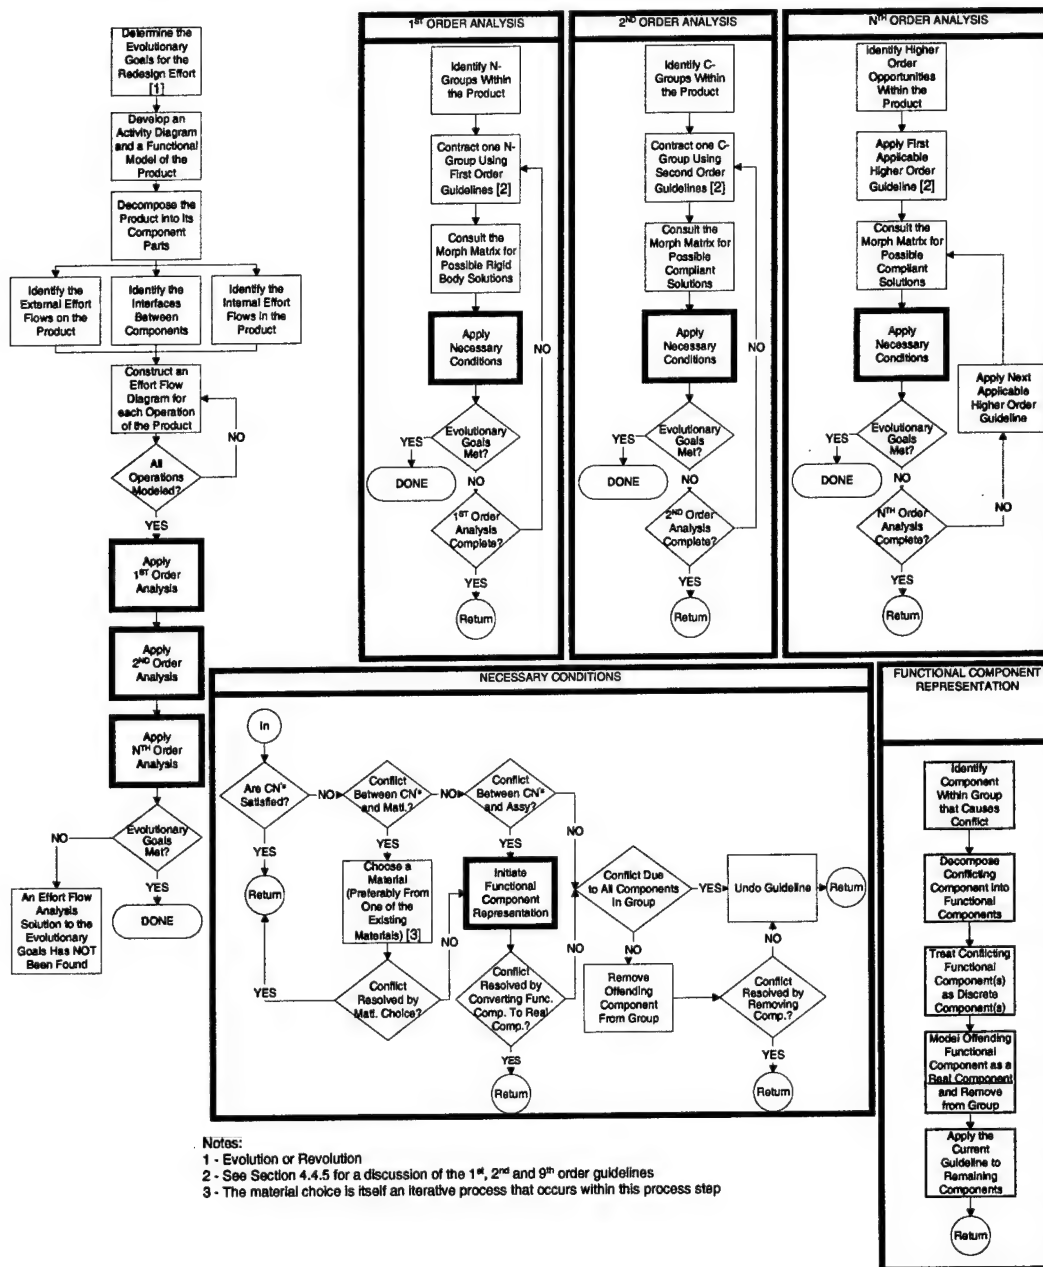 Determine the
Evolutionary
Goals for the
Redesign Effort
[1]
Develop an
Activity Diagram
and a Functional
Model of the
Product
Decompose the
Product into Its
Component
Parts
Identify the
External Effort
Flows on the
Product
Identify the
Interfaces
Between
Components
Identify the
Internal Effort
Flows in the
Product
Construct an
Effort Flow
Diagram for
each Operation
of the Product
NO
All
Operations
Modeled?
YES
Apply
1ST Order
Analysis
Apply
2ND Order
Analysis
Apply
NTH Order
Analysis
NO
Evolutionary
Goals
Met?
YES
DONE
An Effort Flow
Analysis
Solution to the
Evolutionary
Goals Has NOT
Been Found
1ST ORDER ANALYSIS
Identify N-
Groups Within
the Product
Contract one N-
Group Using
First Order
Guidelines [2]
Consult the
Morph Matrix for
Possible Rigid
Body Solutions
Apply
Necessary
Conditions
NO
YES
Evolutionary
Goals
Met?
DONE
NO
1ST Order
Analysis
Complete?
YES
Return
2ND ORDER ANALYSIS
Identify C-
Groups Within
the Product
Contract one C-
Group Using
Second Order
Guidelines [2]
Consult the
Morph Matrix for
Possible
Compliant
Solutions
Apply
Necessary
Conditions
NO
YES
Evolutionary
Goals
Met?
DONE
NO
2ND Order
Analysis
Complete?
YES
Return
NTH ORDER ANALYSIS
Identify Higher
Order
Opportunities
Within the
Product
Apply First
Applicable
Higher Order
Guideline [2]
Consult the
Morph Matrix for
Possible
Compliant
Solutions
Apply
Necessary
Conditions
Apply Next
Applicable
Higher Order
Guideline
YES
Evolutionary
Goals
Met?
DONE
NO
NO
NTH Order
Analysis
Complete?
YES
Return
NECESSARY CONDITIONS
In
Are CN's
Satisfied?
NO
Conflict
Between CN's
and Matl.?
NO
Conflict
Between CN's
and Assy?
NO
YES
YES
YES
Return
Choose a
Material
(Preferably From
One of the
Existing
Materials) [3]
NO
Initiate
Functional
Component
Representation
NO
Conflict Due
to All Components
In Group
YES
Undo Guideline
Return
NO
NO
YES
Conflict
Resolved by
Matl. Choice?
Conflict
Resolved by
Converting Func.
Comp. To Real
Comp.?
Remove
Offending
Component
From Group
Conflict
Resolved by
Removing
Comp.?
YES
YES
Return
Return
FUNCTIONAL COMPONENT
REPRESENTATION
Identify
Component
Within Group
that Causes
Conflict
Decompose
Conflicting
Component into
Functional
Components
Treat Conflicting
Functional
Component(s)
as Discrete
Component(s)
Model Offending
Functional
Component as a
Real Component
and Remove
from Group
Apply the
Current
Guideline to
Remaining
Components
Return
Notes:
1 - Evolution or Revolution
2 - See Section 4.4.5 for a discussion of the 1st, 2nd and 9th order guidelines
3 - The material choice is itself an iterative process that occurs within this process step